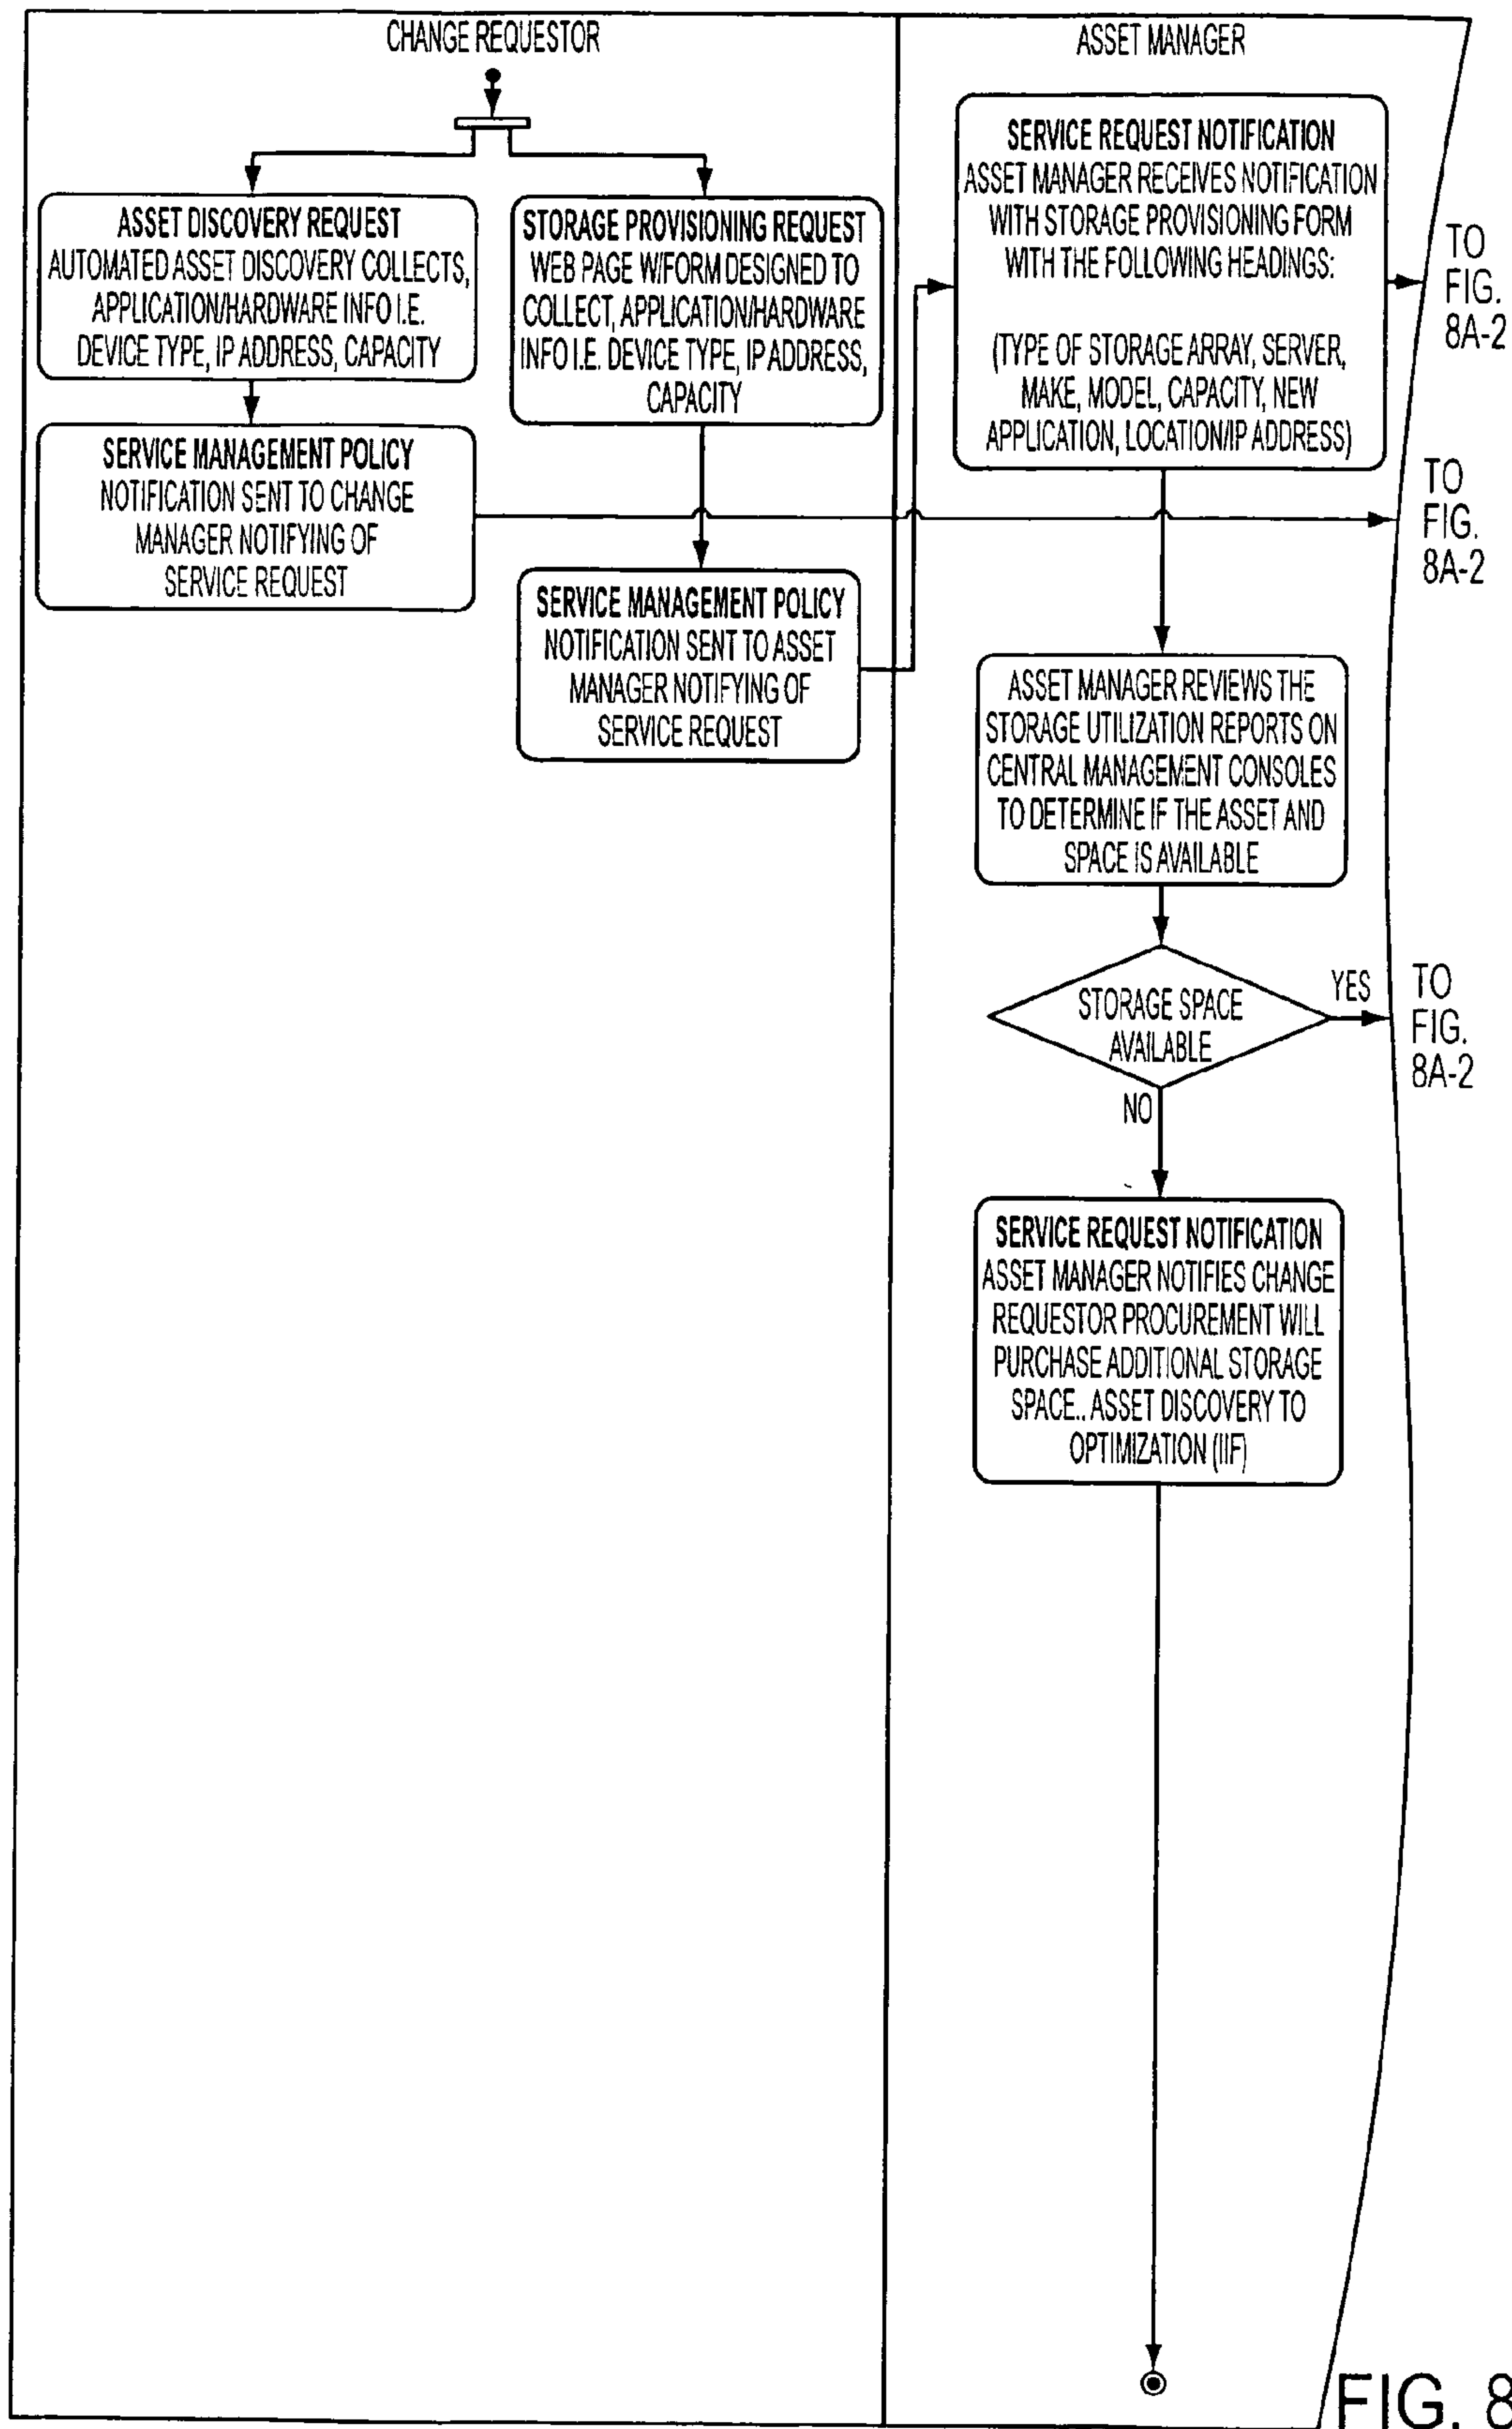 CHANGE REQUESTOR
ASSET DISCOVERY REQUEST
AUTOMATED ASSET DISCOVERY COLLECTS,
APPLICATION/HARDWARE INFO I.E.
DEVICE TYPE, IP ADDRESS, CAPACITY
SERVICE MANAGEMENT POLICY
NOTIFICATION SENT TO CHANGE
MANAGER NOTIFYING OF
SERVICE REQUEST
STORAGE PROVISIONING REQUEST
WEB PAGE W/FORM DESIGNED TO
COLLECT, APPLICATION/HARDWARE
INFO I.E. DEVICE TYPE, IP ADDRESS,
CAPACITY
SERVICE MANAGEMENT POLICY
NOTIFICATION SENT TO ASSET
MANAGER NOTIFYING OF
SERVICE REQUEST
ASSET MANAGER
SERVICE REQUEST NOTIFICATION
ASSET MANAGER RECEIVES NOTIFICATION
WITH STORAGE PROVISIONING FORM
WITH THE FOLLOWING HEADINGS:
(TYPE OF STORAGE ARRAY, SERVER,
MAKE, MODEL, CAPACITY, NEW
APPLICATION, LOCATION/IP ADDRESS)
TO
FIG.
8A-2
TO
FIG.
8A-2
ASSET MANAGER REVIEWS THE
STORAGE UTILIZATION REPORTS ON
CENTRAL MANAGEMENT CONSOLES
TO DETERMINE IF THE ASSET AND
SPACE IS AVAILABLE
STORAGE SPACE
AVAILABLE
YES
TO
FIG.
8A-2
NO
SERVICE REQUEST NOTIFICATION
ASSET MANAGER NOTIFIES CHANGE
REQUESTOR PROCUREMENT WILL
PURCHASE ADDITIONAL STORAGE
SPACE.. ASSET DISCOVERY TO
OPTIMIZATION (IIF)
FIG. 8